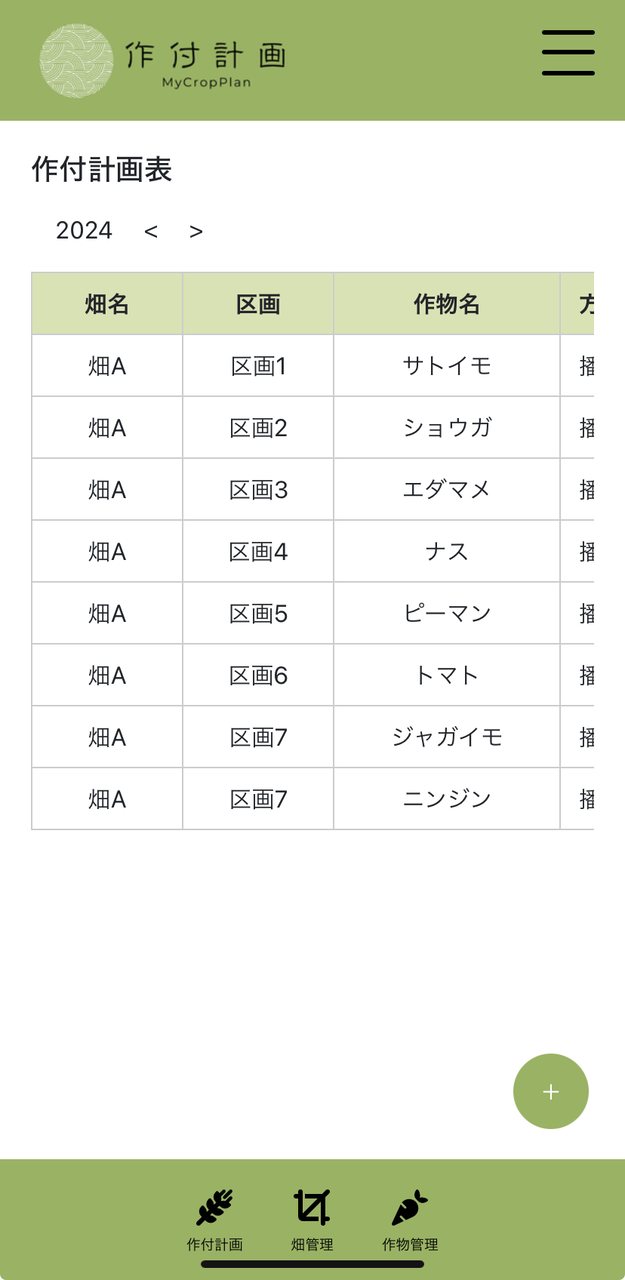 作付計画
MyCropPlan
作付計画表
2024 < >
畑名 区画 作物名 方
畑A 区画1 サトイモ 播
畑A 区画2 ショウガ 播
畑A 区画3 エダマメ 播
畑A 区画4 ナス 播
畑A 区画5 ピーマン 播
畑A 区画6 トマト 播
畑A 区画7 ジャガイモ 播
畑A 区画7 ニンジン 播
+
作付計画 畑管理 作物管理